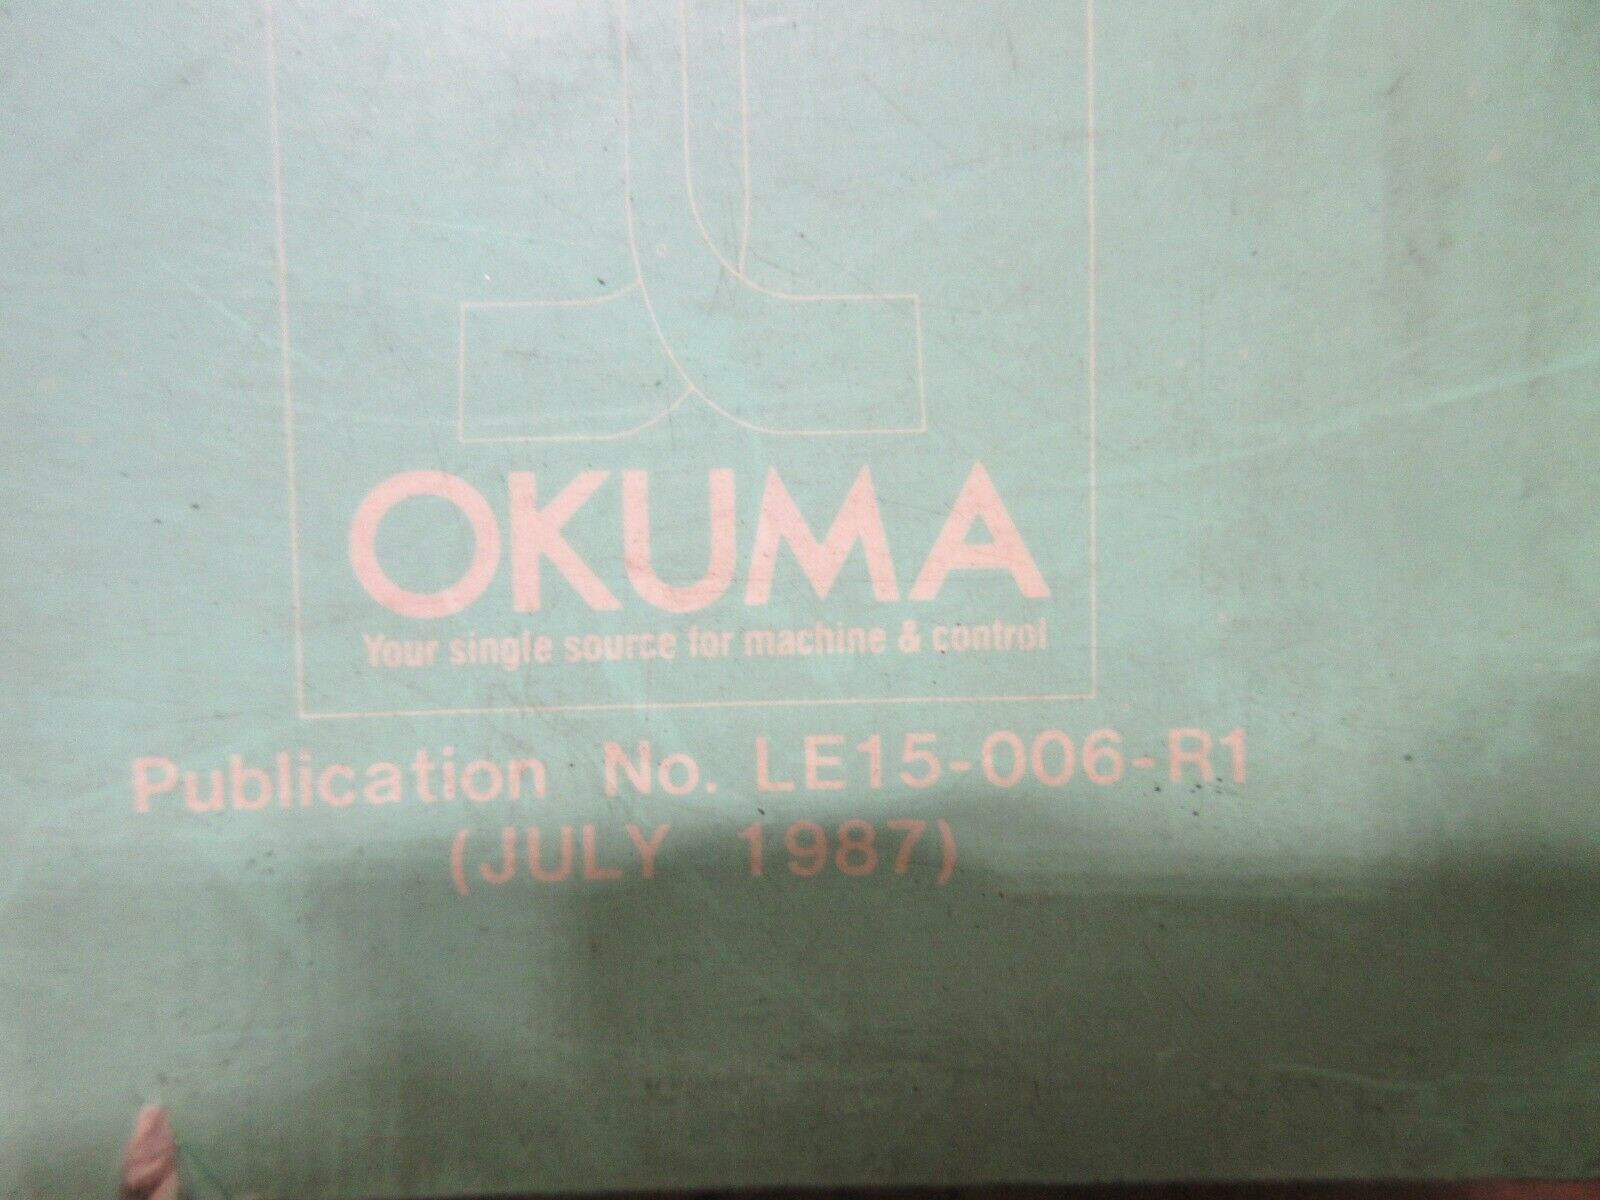 OKUMA
Your single source for machine & control
Publication No. LE15-006-R1
(JULY 1987)